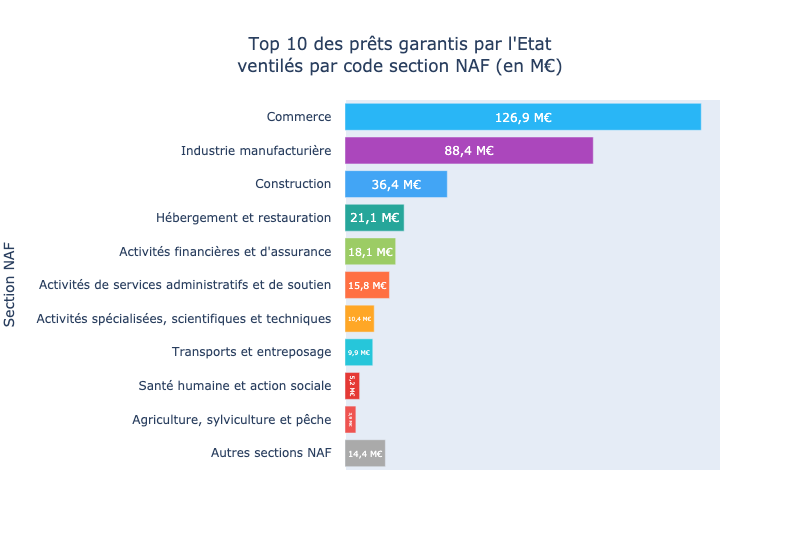 Top 10 des prêts garantis par l'Etat
ventilés par code section NAF (en M€)
Section NAF
Commerce 126,9 M€
Industrie manufacturière 88,4 M€
Construction 36,4 M€
Hébergement et restauration 21,1 M€
Activités financières et d'assurance 18,1 M€
Activités de services administratifs et de soutien 15,8 M€
Activités spécialisées, scientifiques et techniques 10,4 M€
Transports et entreposage 9,9 M€
Santé humaine et action sociale 5,2 M€
Agriculture, sylviculture et pêche
Autres sections NAF 14,4 M€